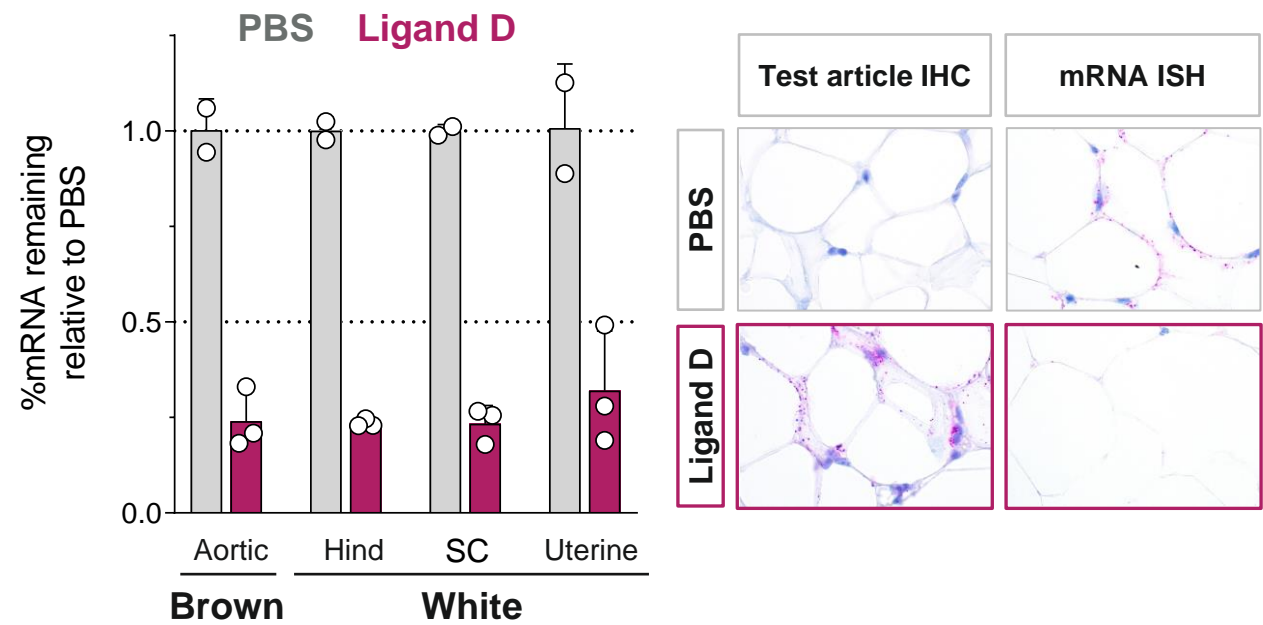 PBS Ligand D
%mRNA remaining
relative to PBS
1.0
0.5
0.0
Aortic Hind SC Uterine
Brown White
Test article IHC mRNA ISH
PBS
Ligand D